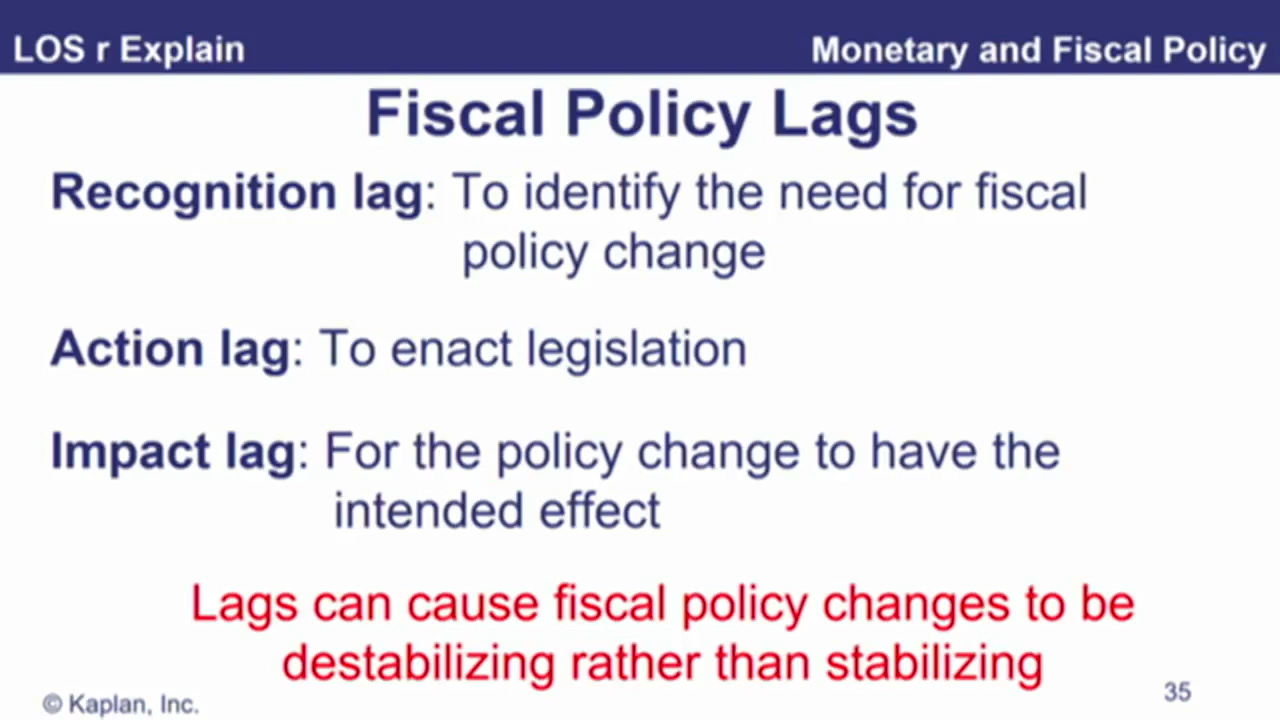 LOS r Explain
Monetary and Fiscal Policy
Fiscal Policy Lags
Recognition lag: To identify the need for fiscal
policy change
Action lag: To enact legislation
Impact lag: For the policy change to have the
intended effect
Lags can cause fiscal policy changes to be
destabilizing rather than stabilizing
© Kaplan, Inc.
35